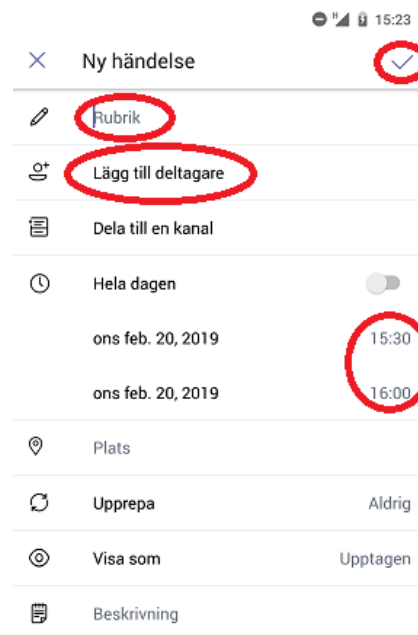 15:23
Ny händelse
Rubrik
Lägg till deltagare
Dela till en kanal
Hela dagen
ons feb. 20, 2019 15:30
ons feb. 20, 2019 16:00
Plats
Upprepa Aldrig
Visa som Upptagen
Beskrivning